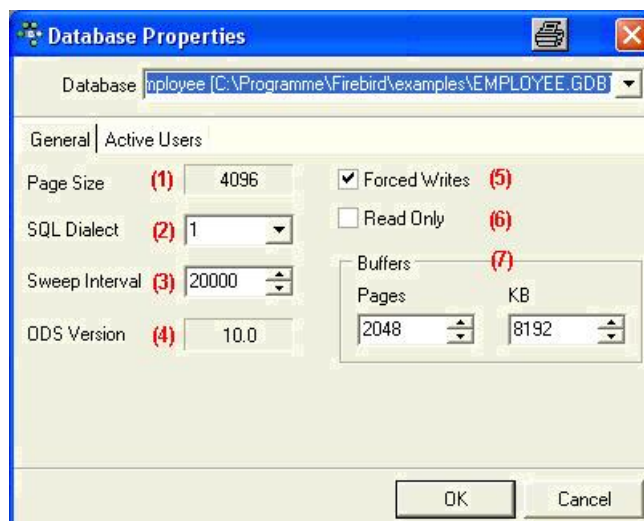 Database Properties
Database mployee [C:\Programme\Firebird\examples\EMPLOYEE.GDB]
General Active Users
Page Size (1) 4096
Forced Writes (5)
SQL Dialect (2) 1
Read Only (6)
Sweep Interval (3) 20000
Buffers (7)
Pages KB
2048 8192
ODS Version (4) 10.0
OK Cancel